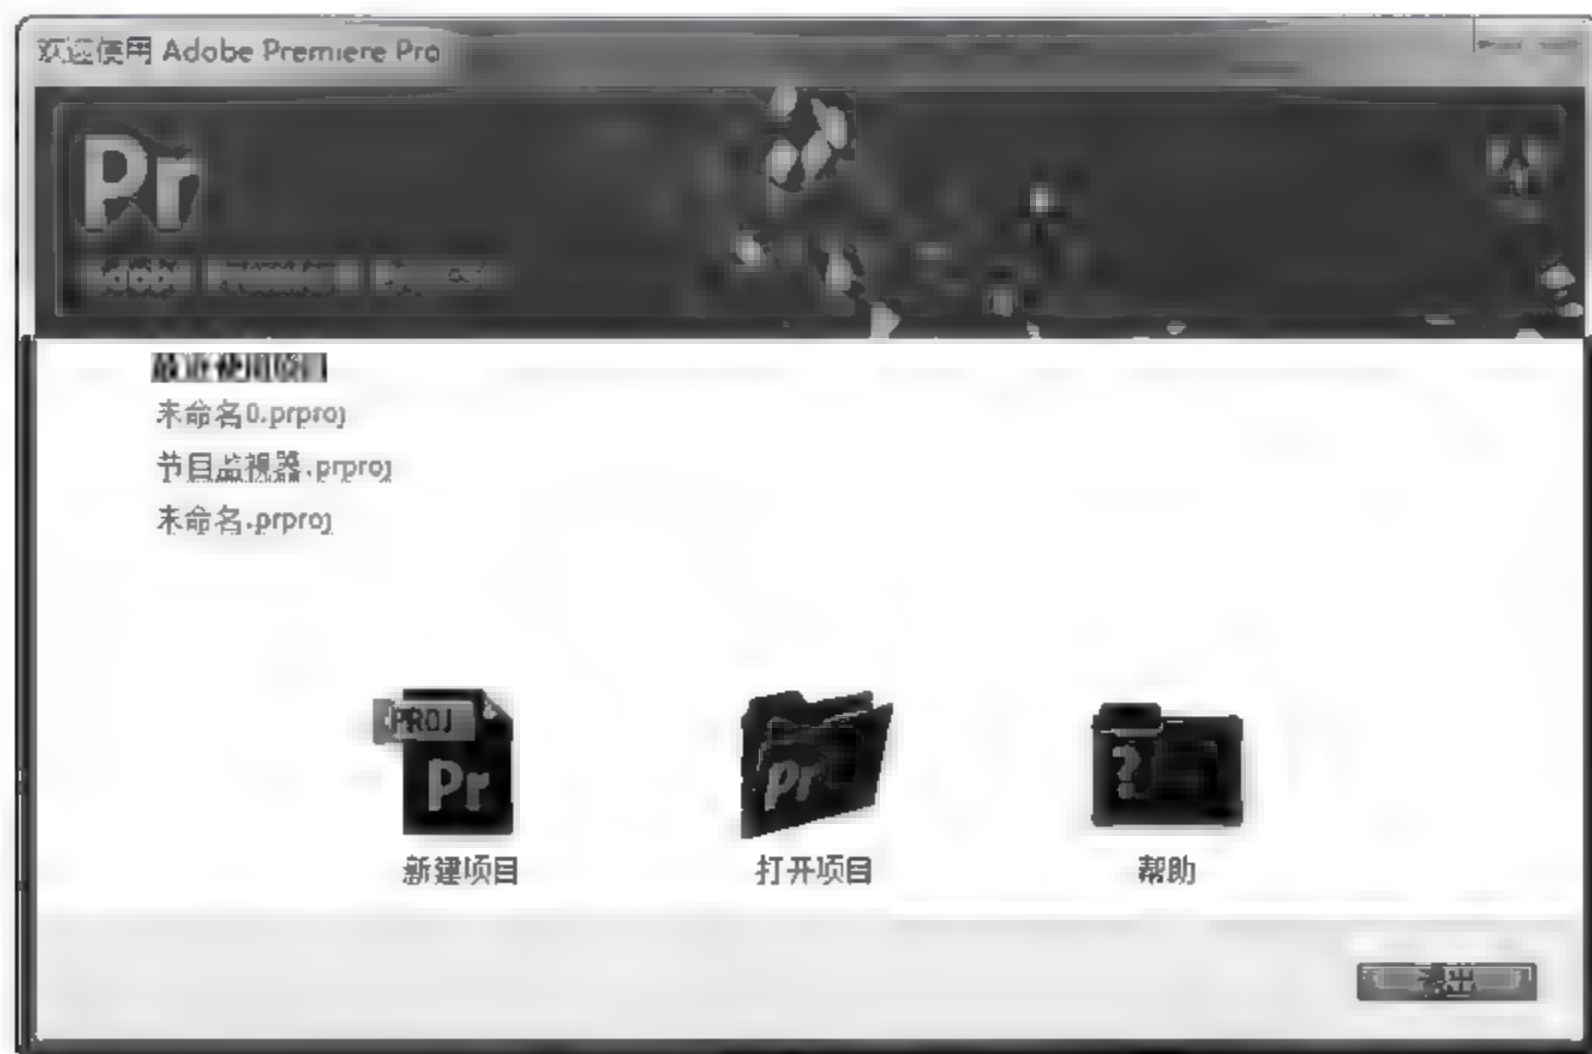 欢迎使用 Adobe Premiere Pro
Pr
最近使用项目
未命名0.prproj
节目监视器.prproj
未命名.prproj
PROJ
Pr
Pr
?
新建项目
打开项目
帮助
退出